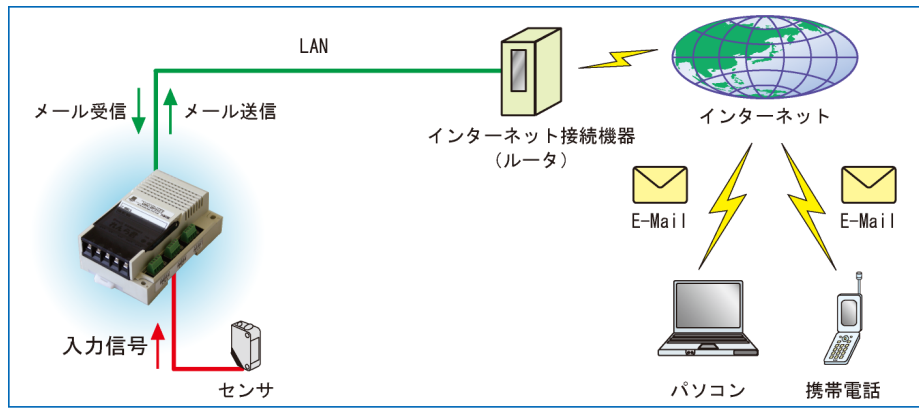 LAN
メール受信
メール送信
インターネット接続機器
（ルータ）
インターネット
E-Mail
E-Mail
入力信号
センサ
パソコン
携帯電話